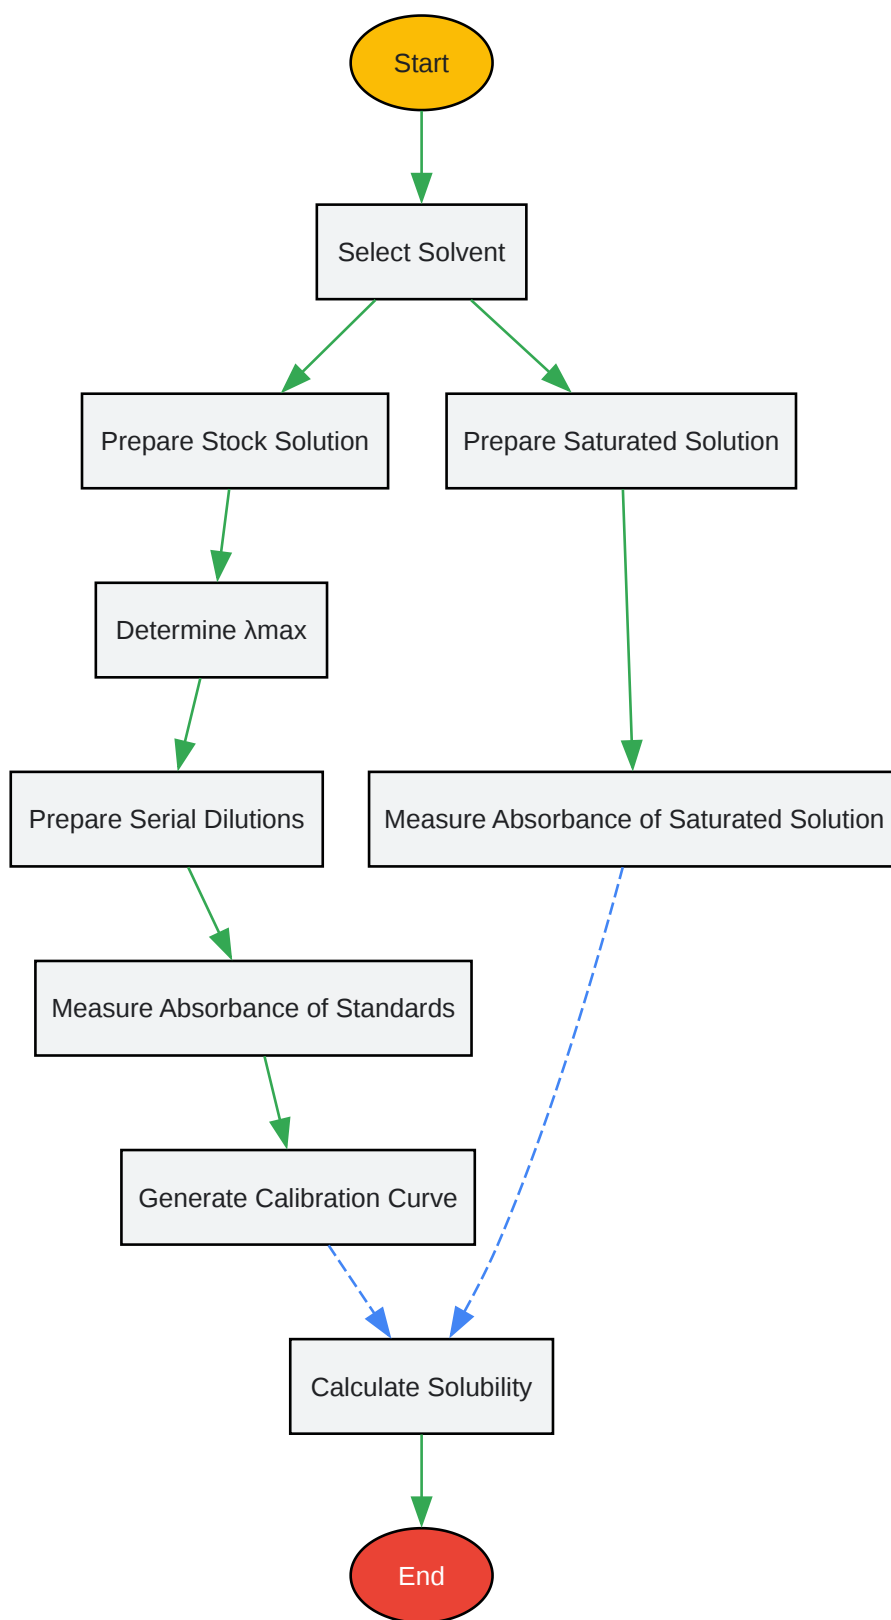 Start
Select Solvent
Prepare Stock Solution
Prepare Saturated Solution
Determine λmax
Prepare Serial Dilutions
Measure Absorbance of Saturated Solution
Measure Absorbance of Standards
Generate Calibration Curve
Calculate Solubility
End